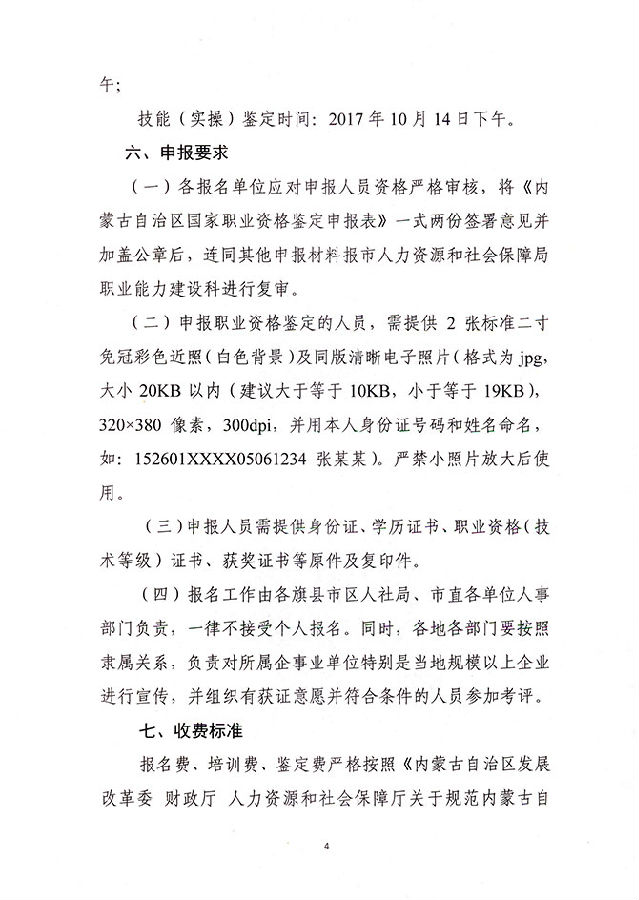 午；
技能（实操）鉴定时间：2017 年 10 月 14 日下午。
六、申报要求
（一）各报名单位应对申报人员资格严格审核，将《内
蒙古自治区国家职业资格鉴定申报表》一式两份签署意见并
加盖公章后，连同其他申报材料报市人力资源和社会保障局
职业能力建设科进行复审。
（二）申报职业资格鉴定的人员，需提供 2 张标准二寸
免冠彩色近照（白色背景）及同版清晰电子照片（格式为 jpg，
大小 20KB 以内（建议大于等于 10KB，小于等于 19KB），
320×380 像素，300dpi，并用本人身份证号码和姓名命名，
如：152601XXXX05061234 张某某）。严禁小照片放大后使
用。
（三）申报人员需提供身份证、学历证书、职业资格（技
术等级）证书、获奖证书等原件及复印件。
（四）报名工作由各旗县市区人社局、市直各单位人事
部门负责，一律不接受个人报名。同时，各地各部门要按照
隶属关系，负责对所属企事业单位特别是当地规模以上企业
进行宣传，并组织有获证意愿并符合条件的人员参加考评。
七、收费标准
报名费、培训费、鉴定费严格按照《内蒙古自治区发展
改革委 财政厅 人力资源和社会保障厅关于规范内蒙古自
4